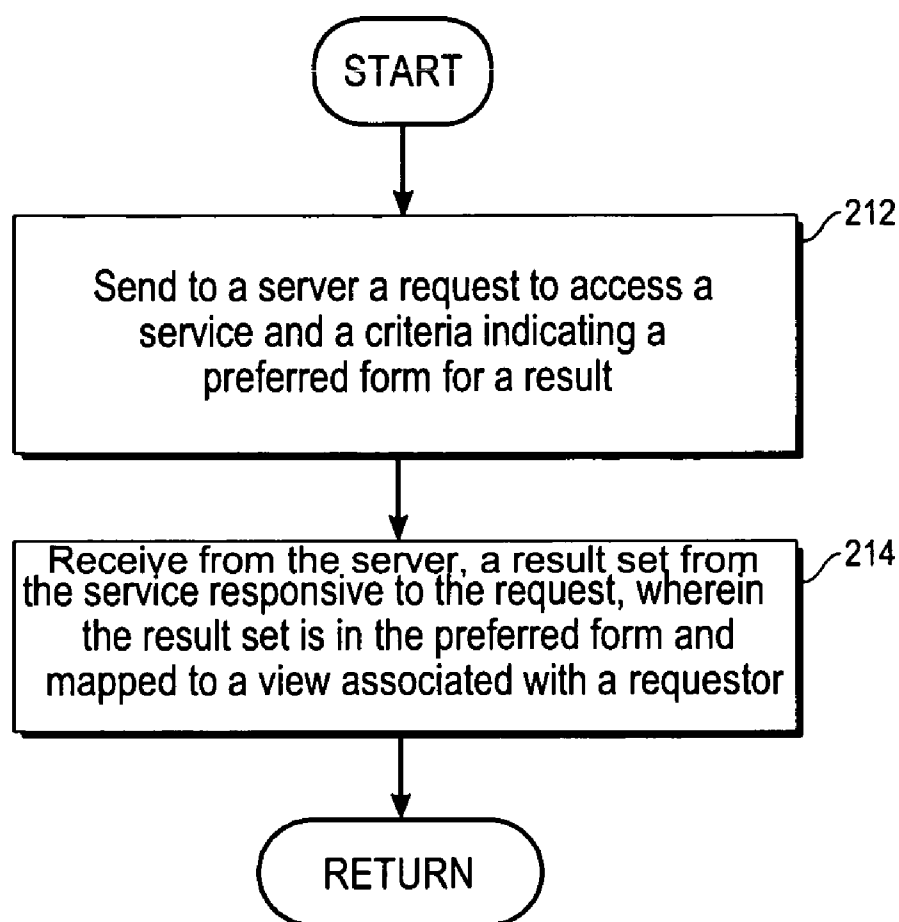 START
212
Send to a server a request to access a
service and a criteria indicating a
preferred form for a result
214
Receive from the server, a result set from
the service responsive to the request, wherein
the result set is in the preferred form and
mapped to a view associated with a requestor
RETURN